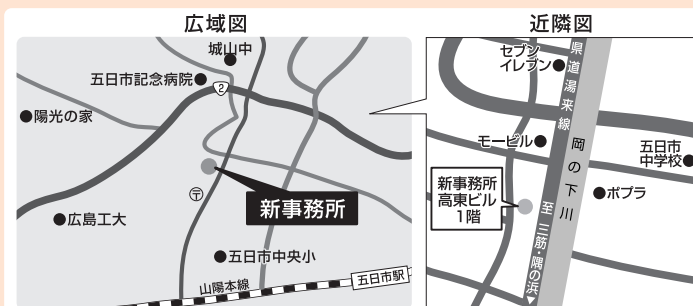 広域図
城山中
五日市記念病院
2
陽光の家
〒
新事務所
広島工大
五日市中央小
山陽本線
五日市駅
近隣図
セブン
イレブン
県道湯来線
モービル
岡の下川
五日市
中学校
新事務所
高東ビル
1階
ポプラ
至 三筋・隅の浜